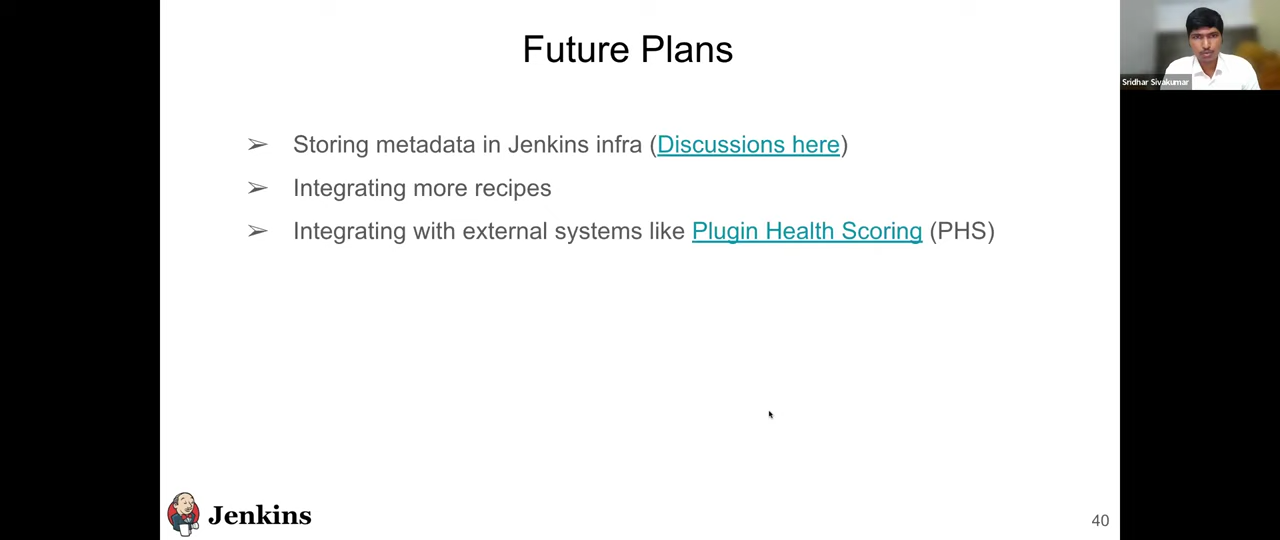 Future Plans
Sridhar Sivakumar
➢ Storing metadata in Jenkins infra (Discussions here)
➢ Integrating more recipes
➢ Integrating with external systems like Plugin Health Scoring (PHS)
Jenkins
40